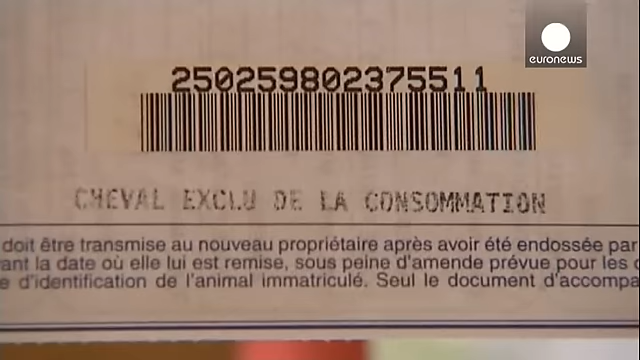 euronews
250259802375511
CHEVAL EXCLU DE LA CONSOMMATION
doit être transmise au nouveau propriétaire après avoir été endossée par
ant la date où elle lui est remise, sous peine d'amende prévue pour les
e d'identification de l'animal immatriculé. Seul le document d'accompa